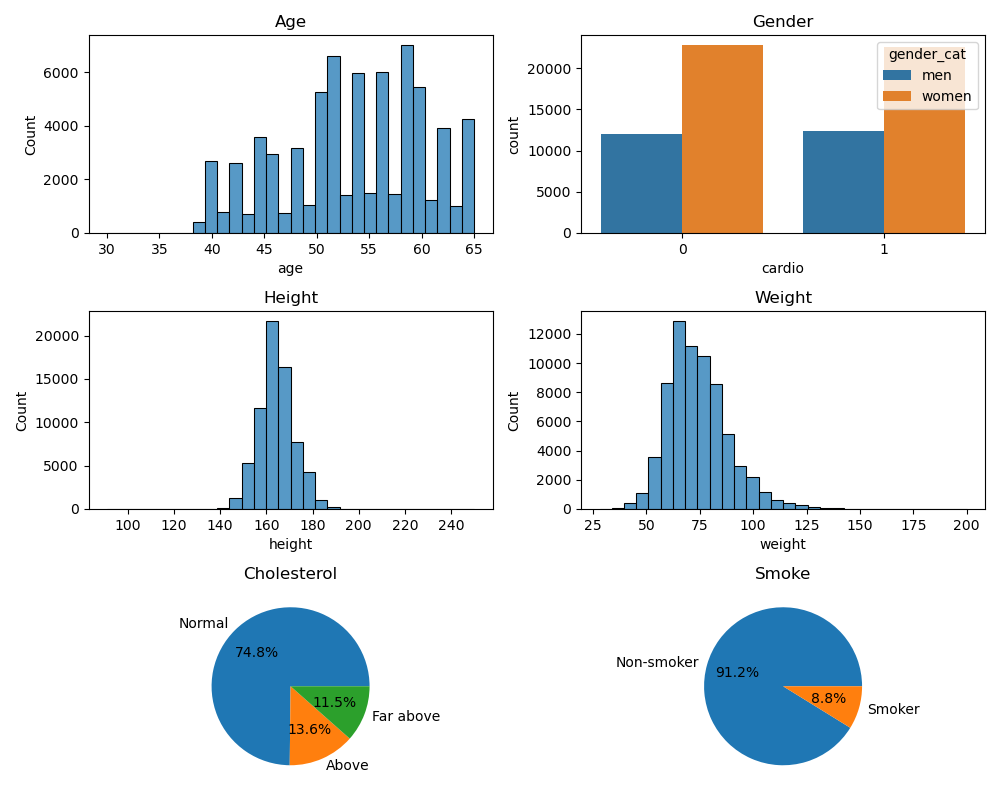 Age
6000
4000
2000
0
Count
30 35 40 45 50 55 60 65
age
Gender
20000
15000
10000
5000
0
count
gender_cat
men
women
0 1
cardio
Height
20000
15000
10000
5000
0
Count
100 120 140 160 180 200 220 240
height
Weight
12000
10000
8000
6000
4000
2000
0
Count
25 50 75 100 125 150 175 200
weight
Cholesterol
Normal
74.8%
11.5%
Far above
13.6%
Above
Smoke
Non-smoker
91.2%
8.8%
Smoker